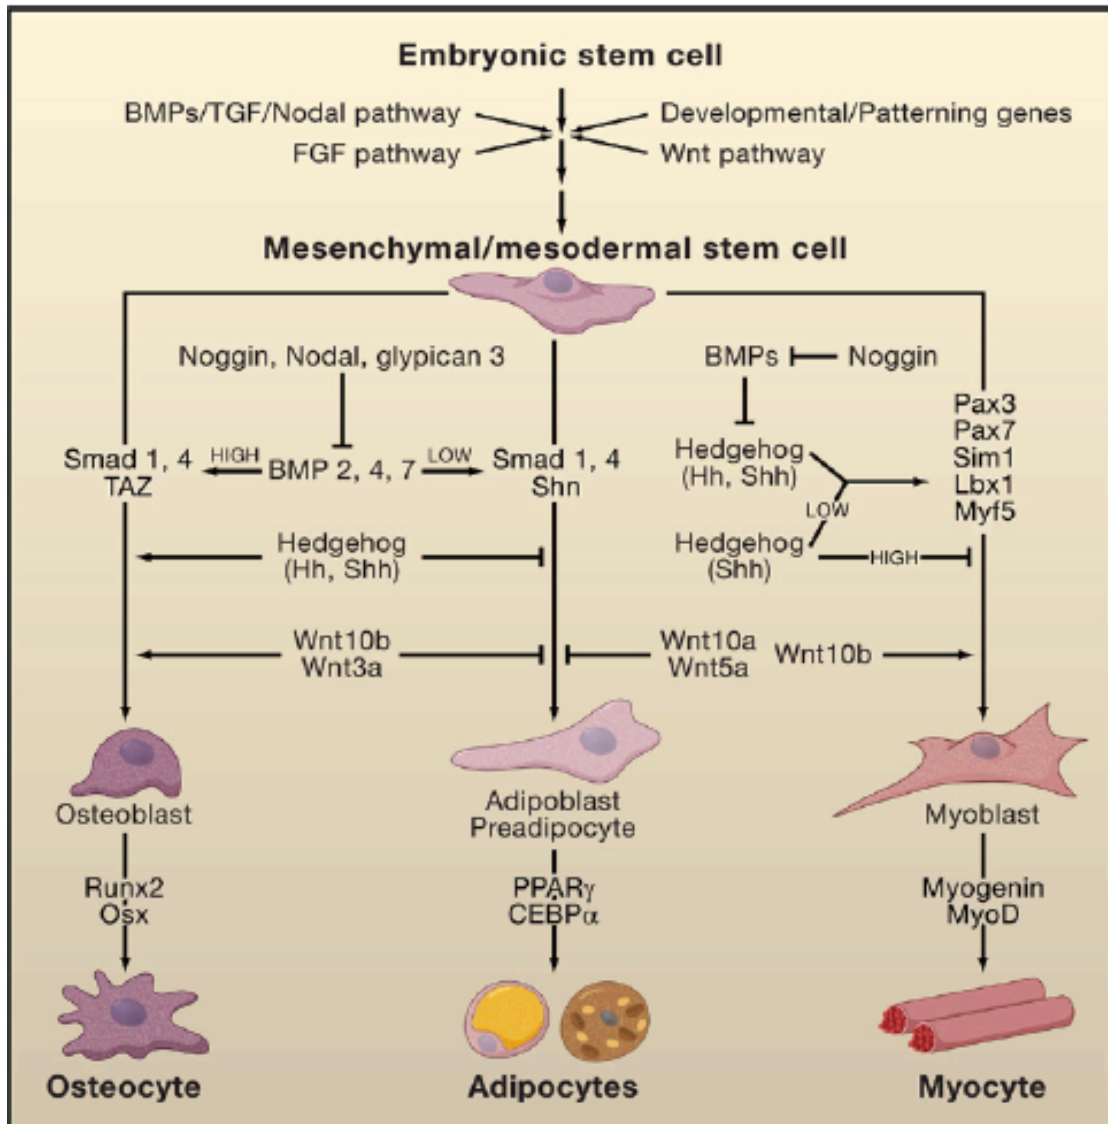 Embryonic stem cell
BMPs/TGF/Nodal pathway
Developmental/Patterning genes
FGF pathway
Wnt pathway
Mesenchymal/mesodermal stem cell
Noggin, Nodal, glypican 3
BMPs
Noggin
Pax3
Pax7
Sim1
Lbx1
Myf5
Smad 1, 4
TAZ
HIGH
BMP 2, 4, 7
LOW
Smad 1, 4
Shn
Hedgehog
(Hh, Shh)
LOW
Hedgehog
(Hh, Shh)
Hedgehog
(Shh)
HIGH
Wnt10b
Wnt3a
Wnt10a
Wnt5a
Wnt10b
Osteoblast
Adipoblast
Preadipocyte
Myoblast
Runx2
Osx
PPARγ
CEBPα
Myogenin
MyoD
Osteocyte
Adipocytes
Myocyte